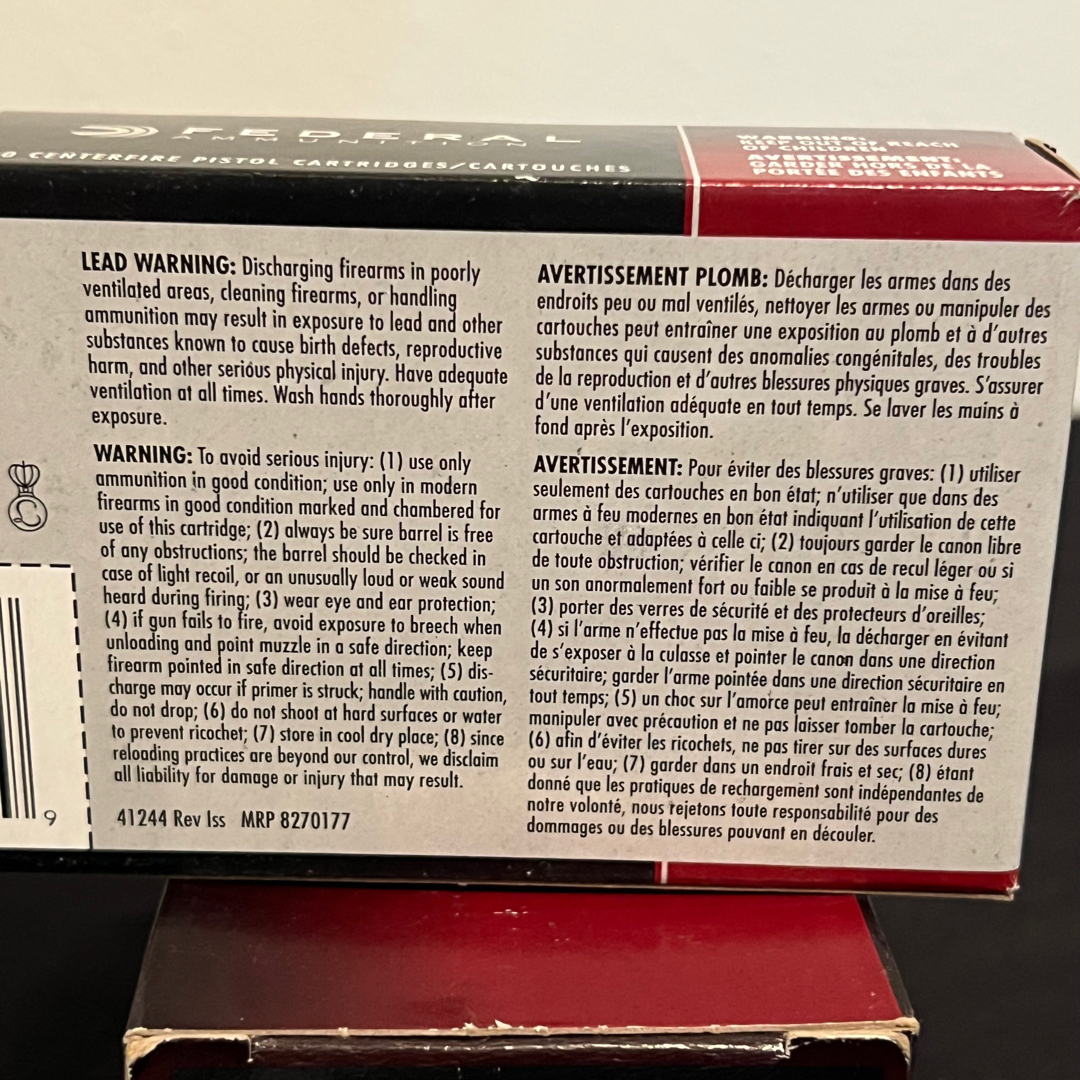 FEDERAL
AMMUNITION
0 CENTERFIRE PISTOL CARTRIDGES/CARTOUCHES
WARNING:
KEEP OUT OF REACH
OF CHILDREN
AVERTISSEMENT:
GARDER HORS DE LA
PORTÉE DES ENFANTS
LEAD WARNING: Discharging firearms in poorly
ventilated areas, cleaning firearms, or handling
ammunition may result in exposure to lead and other
substances known to cause birth defects, reproductive
harm, and other serious physical injury. Have adequate
ventilation at all times. Wash hands thoroughly after
exposure.
WARNING: To avoid serious injury: (1) use only
ammunition in good condition; use only in modern
firearms in good condition marked and chambered for
use of this cartridge; (2) always be sure barrel is free
of any obstructions; the barrel should be checked in
case of light recoil, or an unusually loud or weak sound
heard during firing; (3) wear eye and ear protection;
(4) if gun fails to fire, avoid exposure to breech when
unloading and point muzzle in a safe direction; keep
firearm pointed in safe direction at all times; (5) dis-
charge may occur if primer is struck; handle with caution,
do not drop; (6) do not shoot at hard surfaces or water
to prevent ricochet; (7) store in cool dry place; (8) since
reloading practices are beyond our control, we disclaim
all liability for damage or injury that may result.
41244 Rev Iss MRP 8270177
9
AVERTISSEMENT PLOMB: Décharger les armes dans des
endroits peu ou mal ventilés, nettoyer les armes ou manipuler des
cartouches peut entraîner une exposition au plomb et à d'autres
substances qui causent des anomalies congénitales, des troubles
de la reproduction et d'autres blessures physiques graves. S'assurer
d'une ventilation adéquate en tout temps. Se laver les mains à
fond après l'exposition.
AVERTISSEMENT: Pour éviter des blessures graves: (1) utiliser
seulement des cartouches en bon état; n'utiliser que dans des
armes à feu modernes en bon état indiquant l'utilisation de cette
cartouche et adaptées à celle ci; (2) toujours garder le canon libre
de toute obstruction; vérifier le canon en cas de recul léger ou si
un son anormalement fort ou faible se produit à la mise à feu;
(3) porter des verres de sécurité et des protecteurs d'oreilles;
(4) si l'arme n'effectue pas la mise à feu, la décharger en évitant
de s'exposer à la culasse et pointer le canon dans une direction
sécuritaire; garder l'arme pointée dans une direction sécuritaire en
tout temps; (5) un choc sur l'amorce peut entraîner la mise à feu;
manipuler avec précaution et ne pas laisser tomber la cartouche;
(6) afin d'éviter les ricochets, ne pas tirer sur des surfaces dures
ou sur l'eau; (7) garder dans un endroit frais et sec; (8) étant
donné que les pratiques de rechargement sont indépendantes de
notre volonté, nous rejetons toute responsabilité pour des
dommages ou des blessures pouvant en découler.